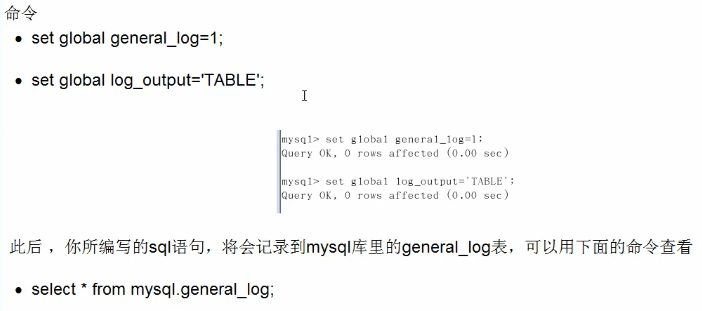 命令
• set global general_log=1;
• set global log_output='TABLE';
mysql> set global general_log=1;
Query OK, 0 rows affected (0.00 sec)
mysql> set global log_output='TABLE';
Query OK, 0 rows affected (0.00 sec)
此后 ，你所编写的sql语句，将会记录到mysql库里的general_log表，可以用下面的命令查看
• select * from mysql.general_log;